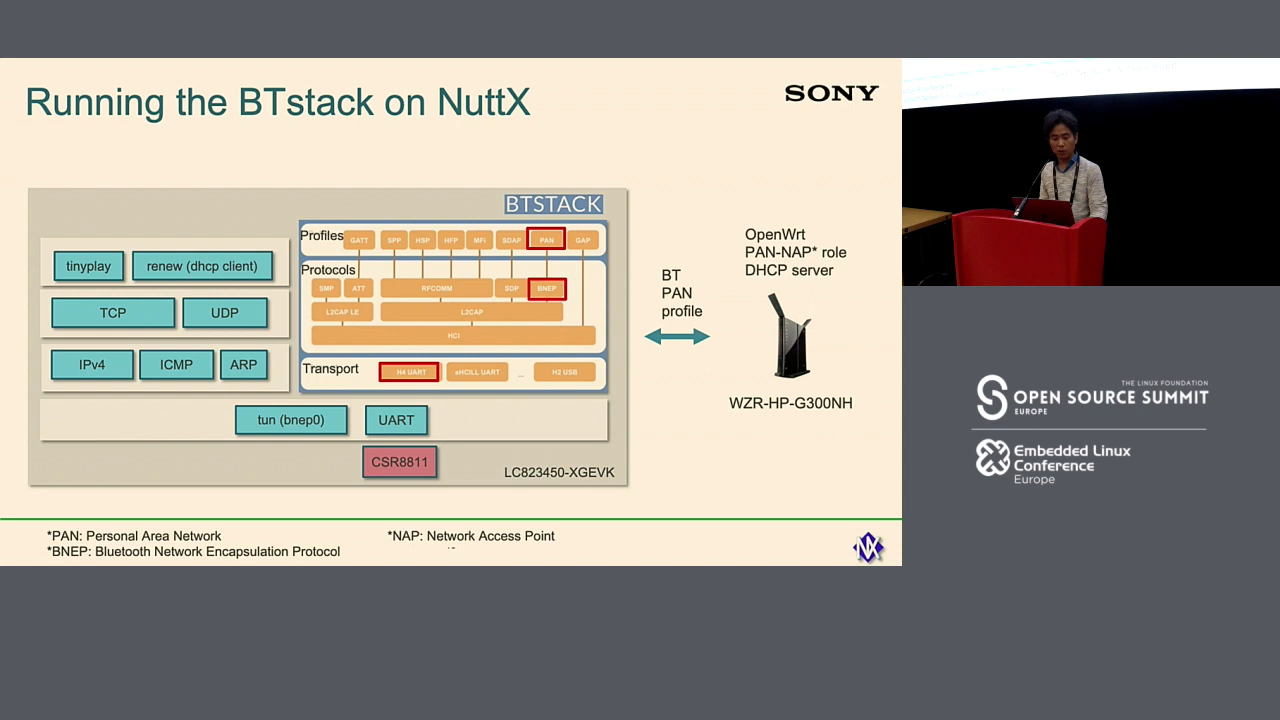 Running the BTstack on NuttX
SONY
BTSTACK
Profiles
GATT
SPP
HSP
HFP
MFi
SDAP
PAN
GAP
Protocols
SMP
ATT
RFCOMM
SDP
BNEP
L2CAP LE
L2CAP
HCI
Transport
H4 UART
eHCILL UART
...
H2 USB
tinyplay
renew (dhcp client)
TCP
UDP
IPv4
ICMP
ARP
tun (bnep0)
UART
CSR8811
LC823450-XGEVK
BT
PAN
profile
OpenWrt
PAN-NAP* role
DHCP server
WZR-HP-G300NH
*PAN: Personal Area Network
*NAP: Network Access Point
*BNEP: Bluetooth Network Encapsulation Protocol
NX
THE LINUX FOUNDATION
OPEN SOURCE SUMMIT
EUROPE
Embedded Linux
Conference
Europe